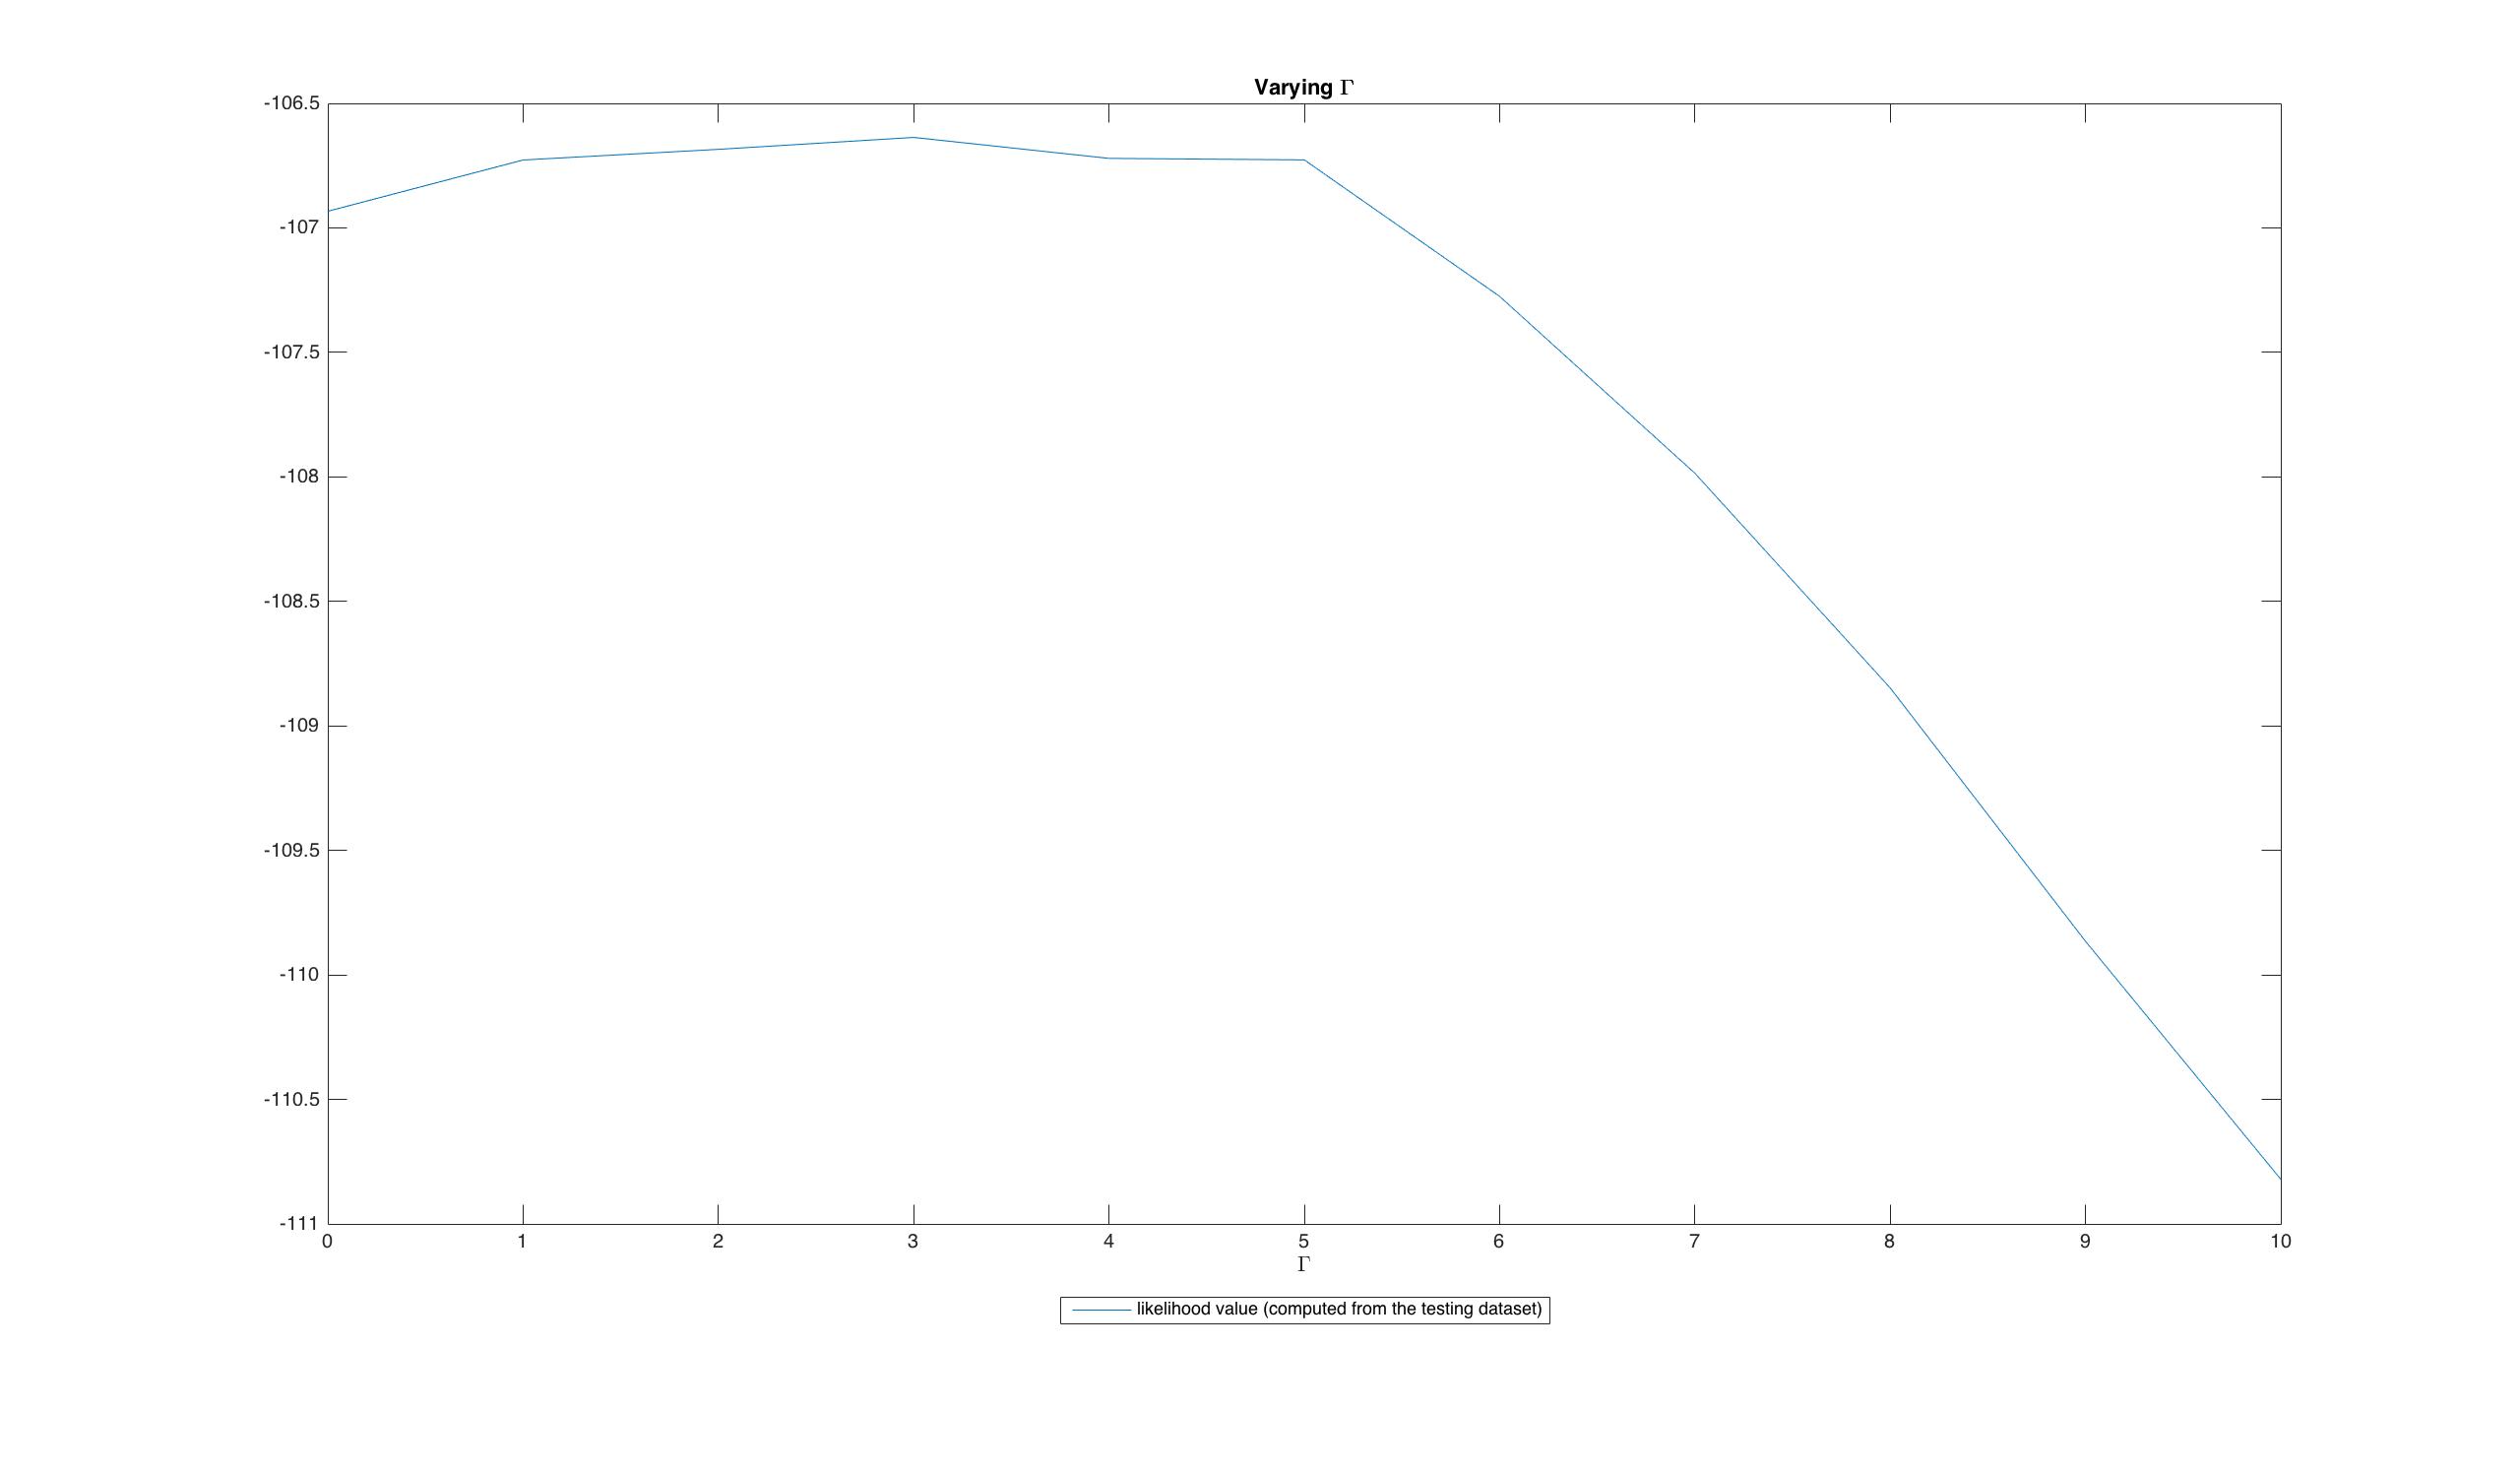 Varying Γ
-106.5
-107
-107.5
-108
-108.5
-109
-109.5
-110
-110.5
-111
0 1 2 3 4 5 6 7 8 9 10
Γ
likelihood value (computed from the testing dataset)